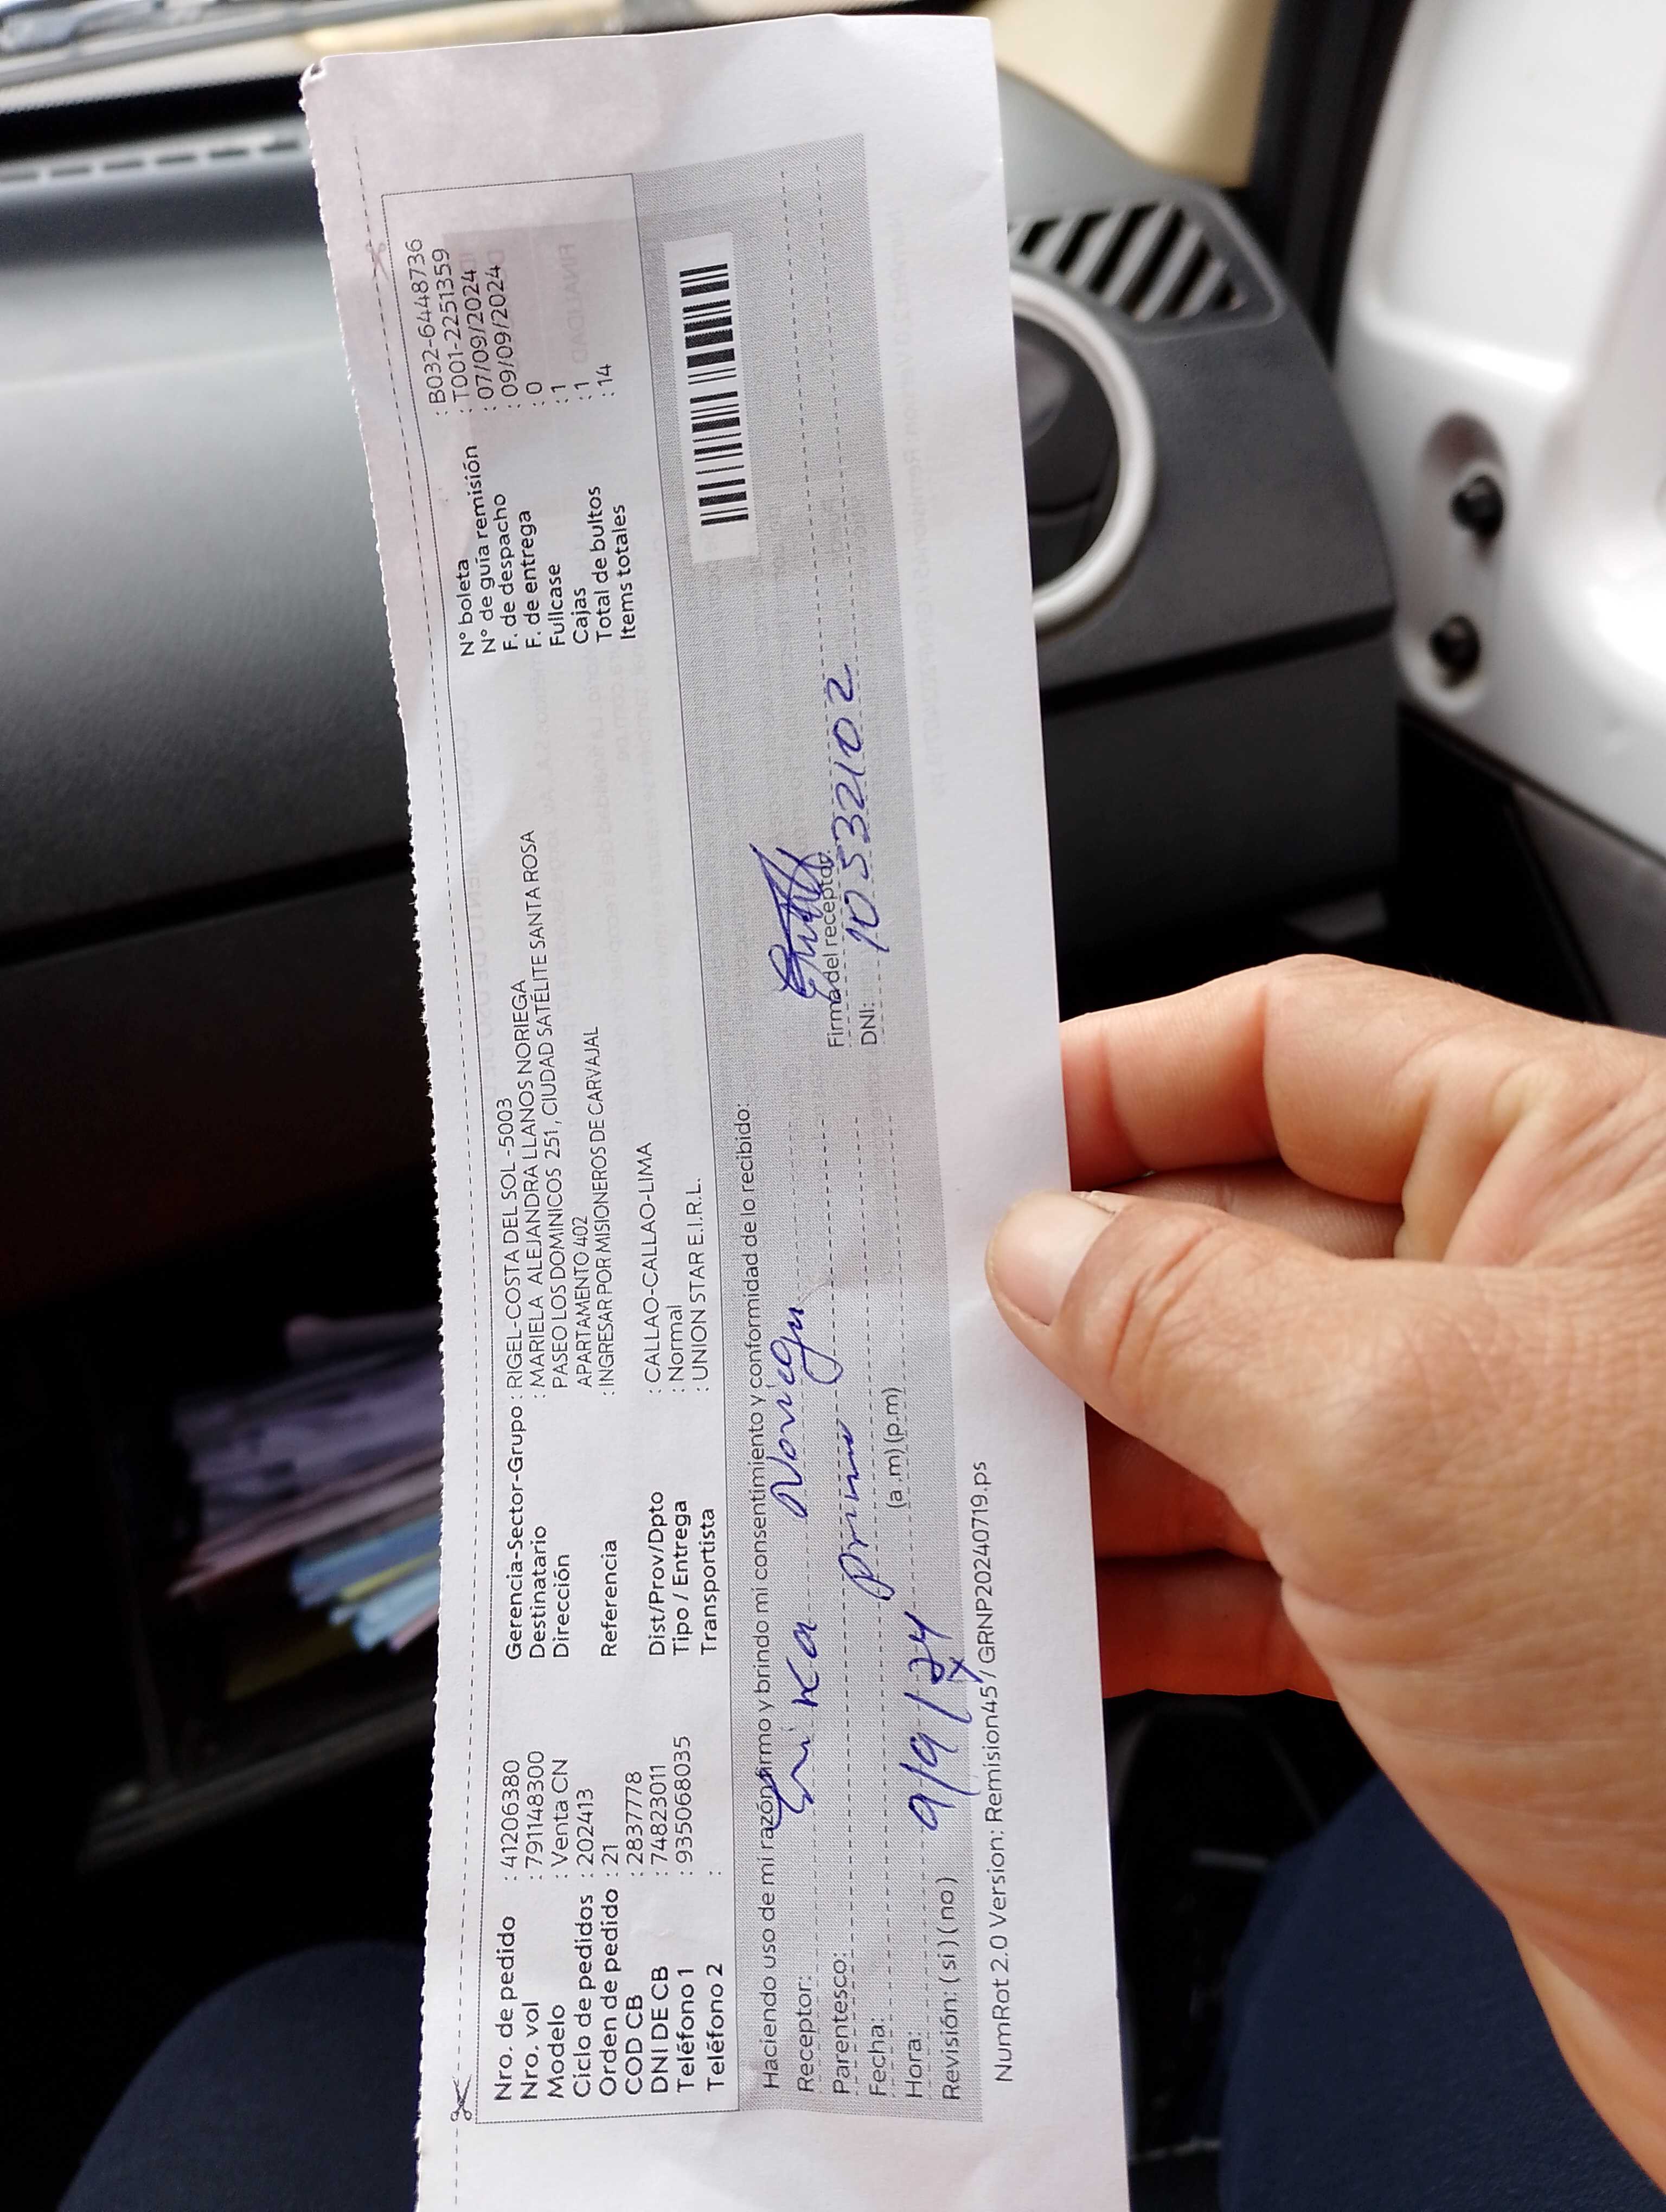 Nro. de pedido : 41206380
Nro. vol : 791148300
Modelo : Venta CN
Ciclo de pedidos : 202413
Orden de pedido : 21
COD CB : 2837778
DNI DE CB : 74823011
Teléfono 1 : 935068035
Teléfono 2 :
Gerencia-Sector-Grupo : RIGEL-COSTA DEL SOL -5003
Destinatario : MARIELA ALEJANDRA LLANOS NORIEGA
Dirección PASEO LOS DOMINICOS 251, CIUDAD SATÉLITE SANTA ROSA
APARTAMENTO 402
Referencia : INGRESAR POR MISIONEROS DE CARVAJAL
Dist/Prov/Dpto : CALLAO-CALLAO-LIMA
Tipo / Entrega : Normal
Transportista : UNION STAR E.I.R.L.
N° boleta : B032-6448736
N° de guía remisión : T001-2251359
F. de despacho : 07/09/2024
F. de entrega : 09/09/2024
Fullcase : 0
Cajas : 1
Total de bultos : 1
Items totales : 14
Haciendo uso de mi razón firmo y brindo mi consentimiento y conformidad de lo recibido:
Receptor: Noriega
Parentesco: primo
Fecha: 9/9/24
Hora: (a.m) (p.m)
Revisión: (si) (no)
Firma del receptor
DNI: 10532102
NumRot 2.0 Version: Remision45 / GRNP20240719.ps